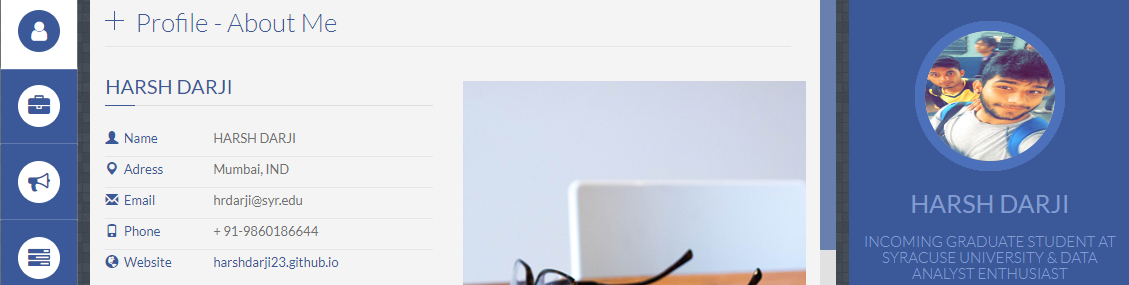 Profile - About Me
HARSH DARJI
Name HARSH DARJI
Adress Mumbai, IND
Email hrdarji@syr.edu
Phone + 91-9860186644
Website harshdarji23.github.io
HARSH DARJI
INCOMING GRADUATE STUDENT AT
SYRACUSE UNIVERSITY & DATA
ANALYST ENTHUSIAST